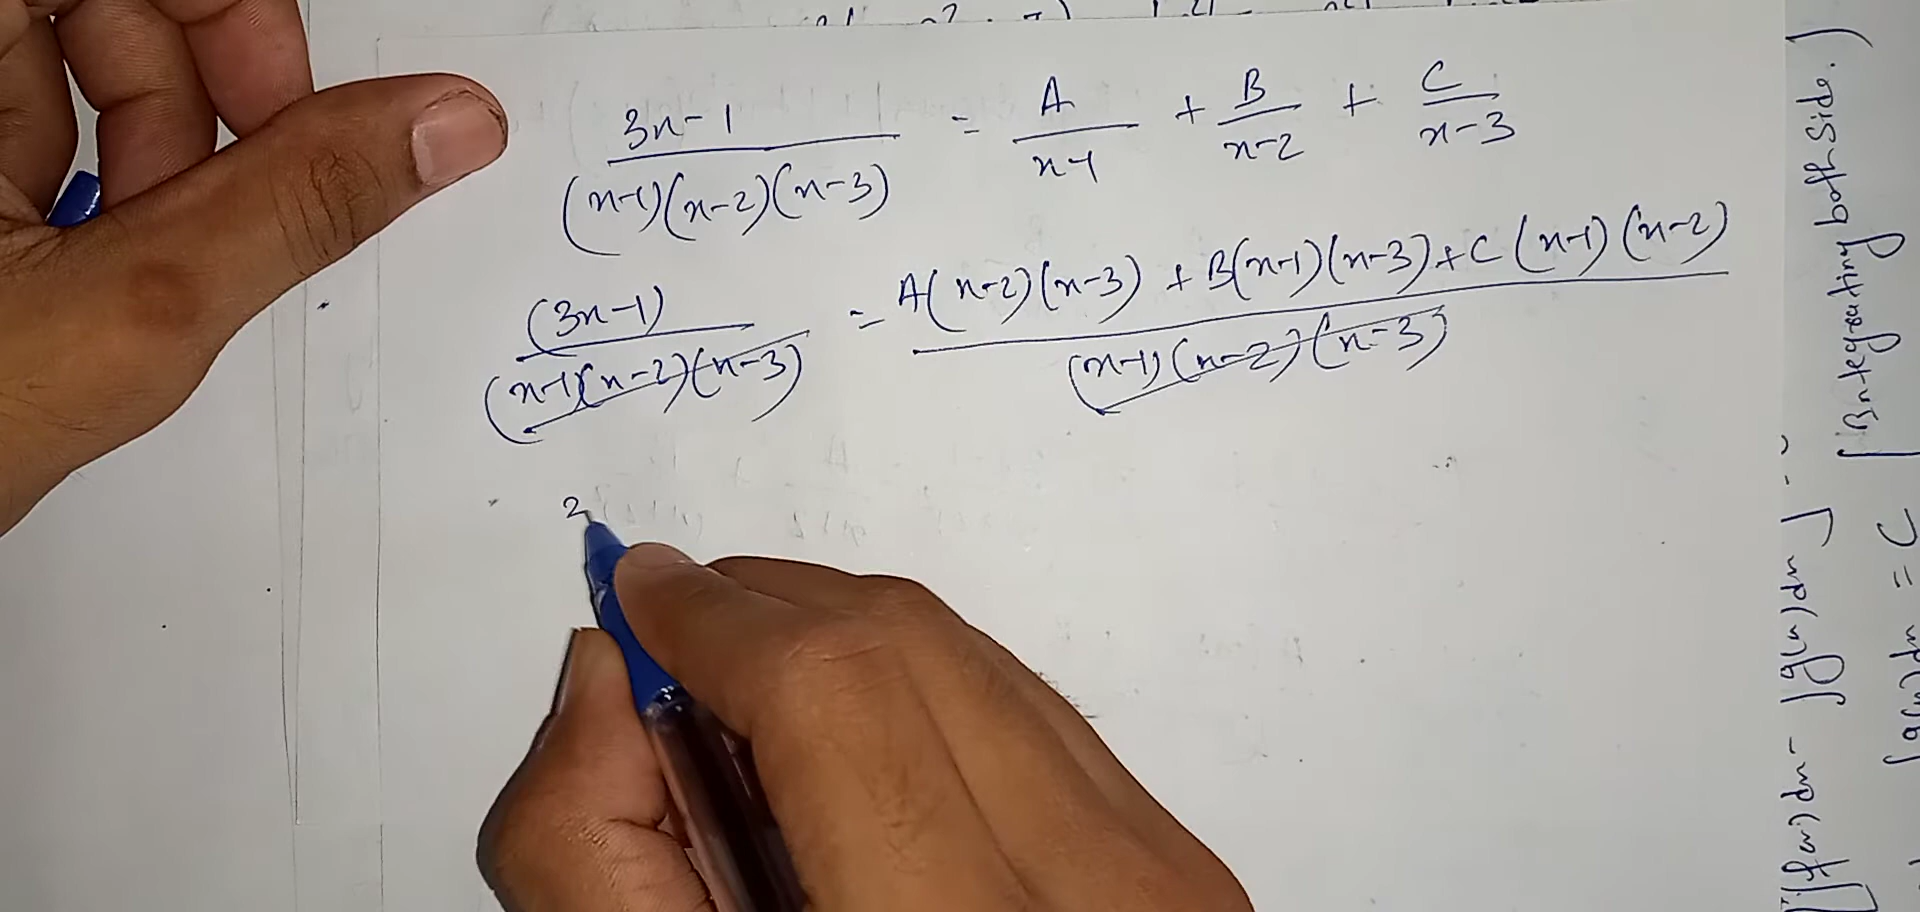 3x-1 / (x-1)(x-2)(x-3) = A / x-1 + B / x-2 + C / x-3
(3x-1) / (x-1)(x-2)(x-3) = A(x-2)(x-3) + B(x-1)(x-3) + C(x-1)(x-2) / (x-1)(x-2)(x-3)
[Integrating both Side.]
∫g(x)dx
= C